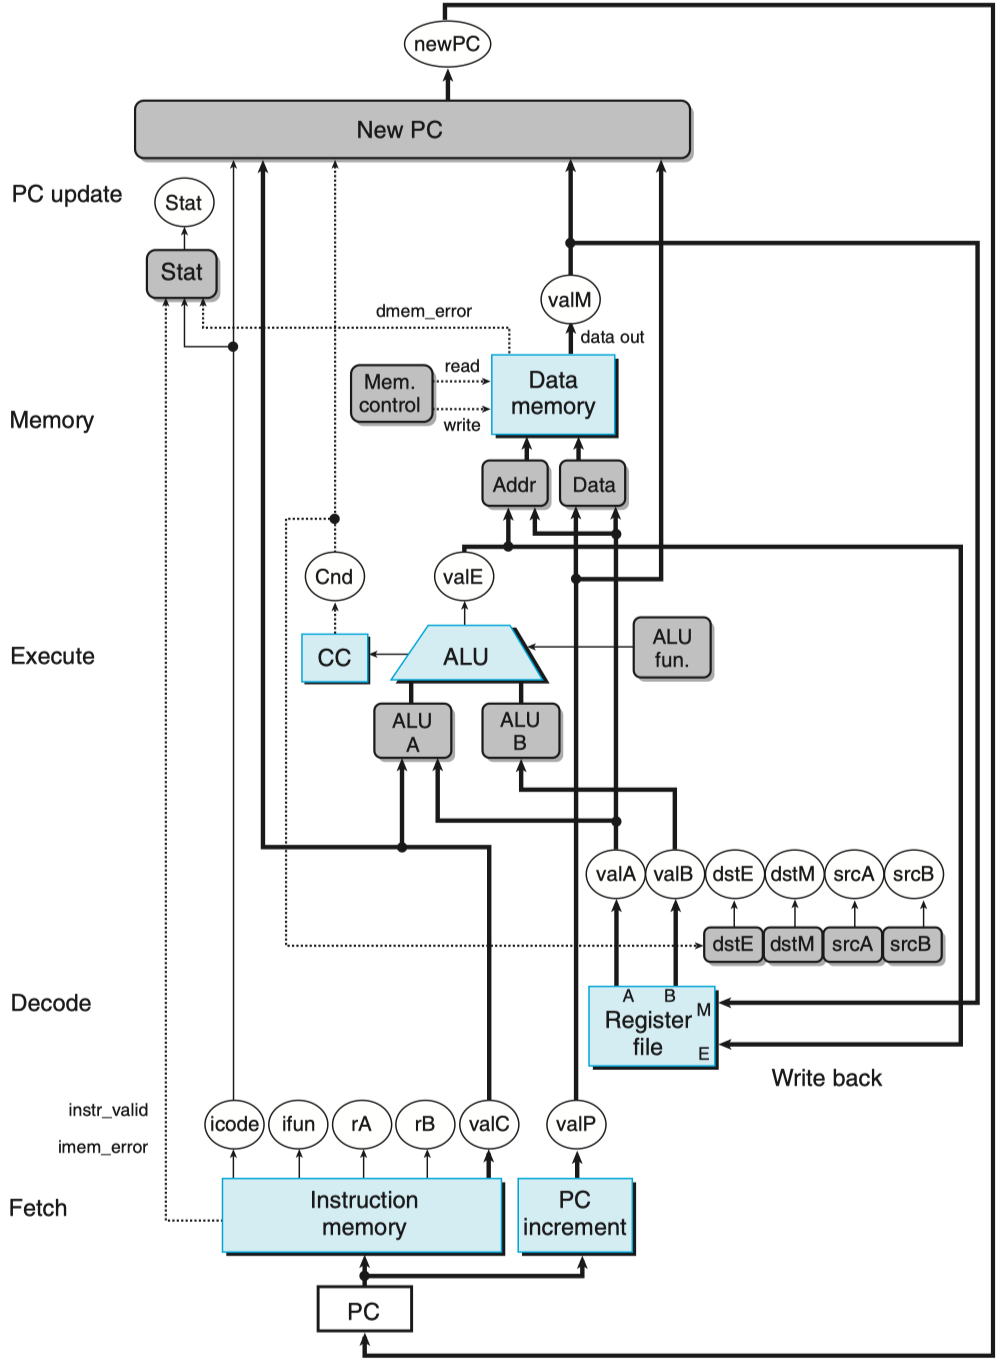 newPC
New PC
PC update
Stat
Stat
valM
dmem_error
data out
read
Mem.
control
write
Data
memory
Memory
Addr
Data
Cnd
valE
Execute
CC
ALU
ALU
fun.
ALU
A
ALU
B
valA
valB
dstE
dstM
srcA
srcB
dstE
dstM
srcA
srcB
Decode
A
B
M
Register
file
E
Write back
instr_valid
imem_error
icode
ifun
rA
rB
valC
valP
Fetch
Instruction
memory
PC
increment
PC